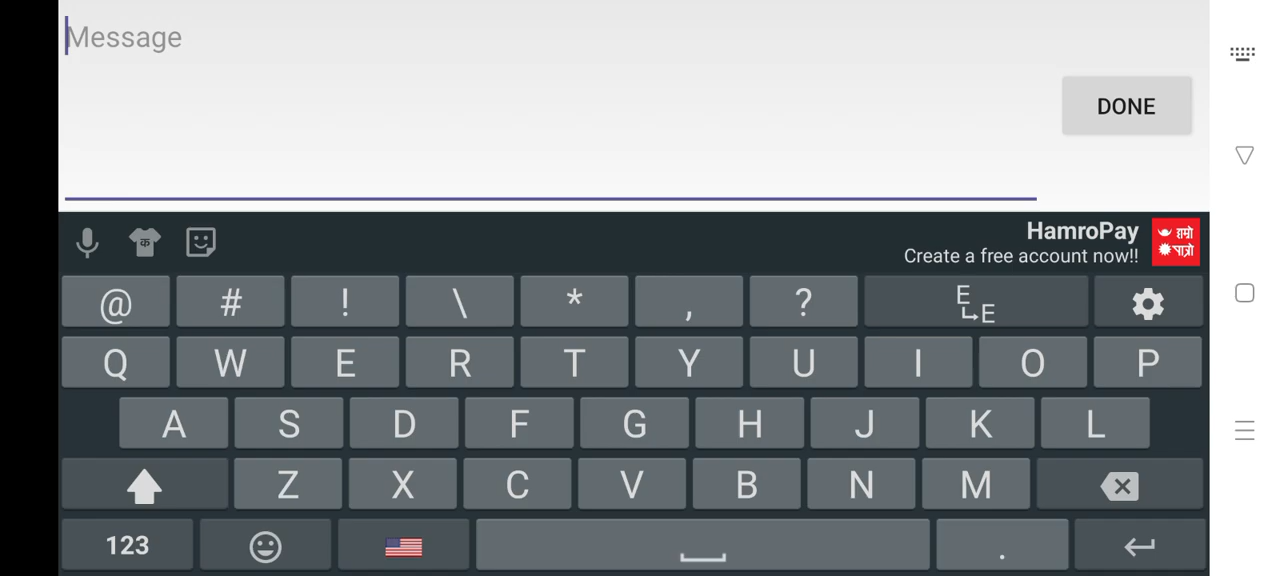 Message
DONE
HamroPay
Create a free account now!!
हाम्रो
पात्रो
क
@ # ! \ * , ? E E
Q W E R T Y U I O P
A S D F G H J K L
Z X C V B N M
123 .